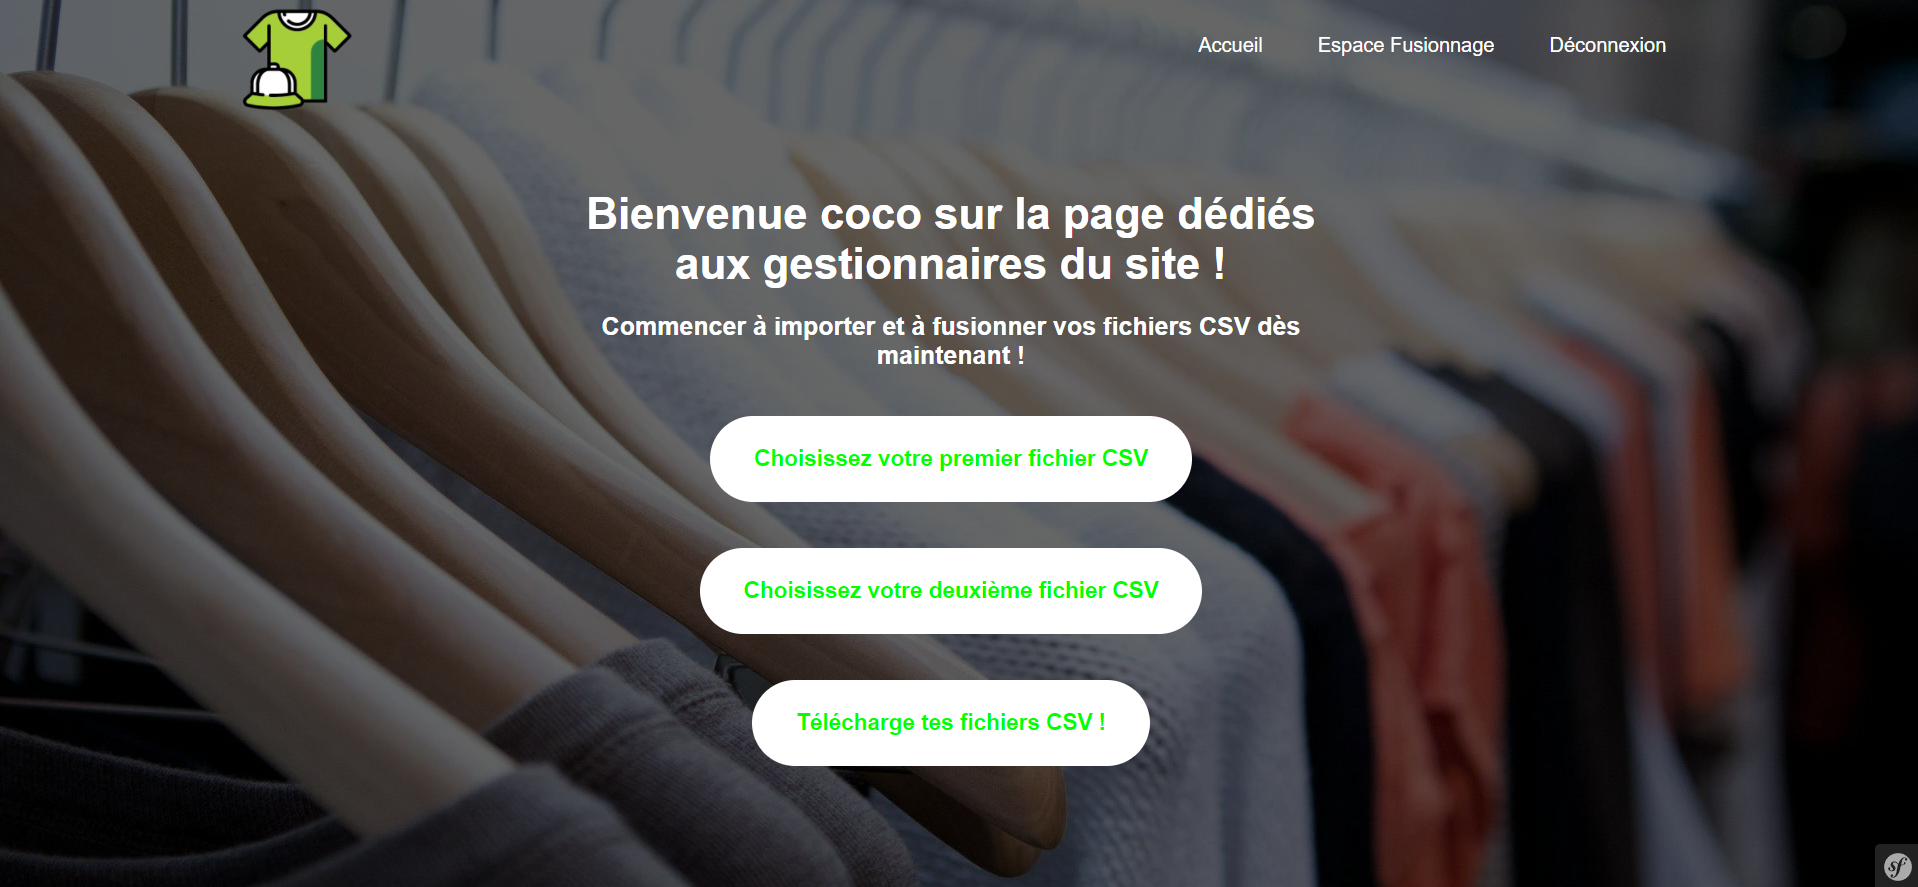 Accueil Espace Fusionnage Déconnexion
Bienvenue coco sur la page dédiés
aux gestionnaires du site !
Commencer à importer et à fusionner vos fichiers CSV dès
maintenant !
Choisissez votre premier fichier CSV
Choisissez votre deuxième fichier CSV
Télécharge tes fichiers CSV !
sf